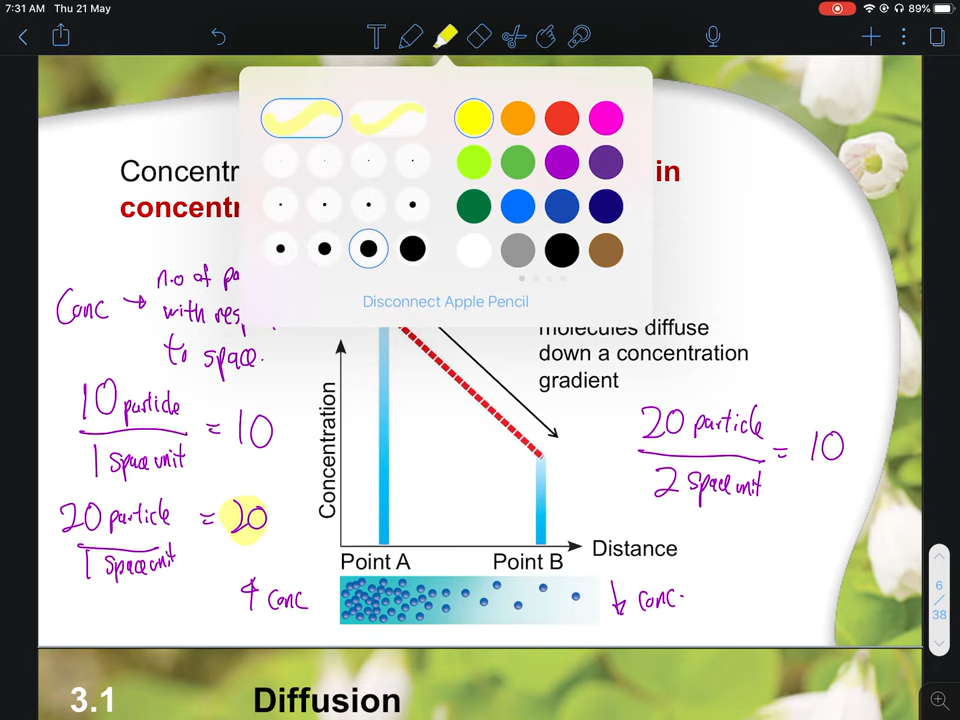 7:31 AM Thu 21 May
89%
T
Concentr
in
concentr
Disconnect Apple Pencil
molecules diffuse
down a concentration
gradient
Conc → n.o of pa
with resp
to space.
10 particle
1 space unit
= 10
20 particle
1 space unit
= 20
20 particle
2 space unit
= 10
Concentration
Point A
Point B
Distance
↑ conc
↓ conc.
6
/
38
3.1 Diffusion